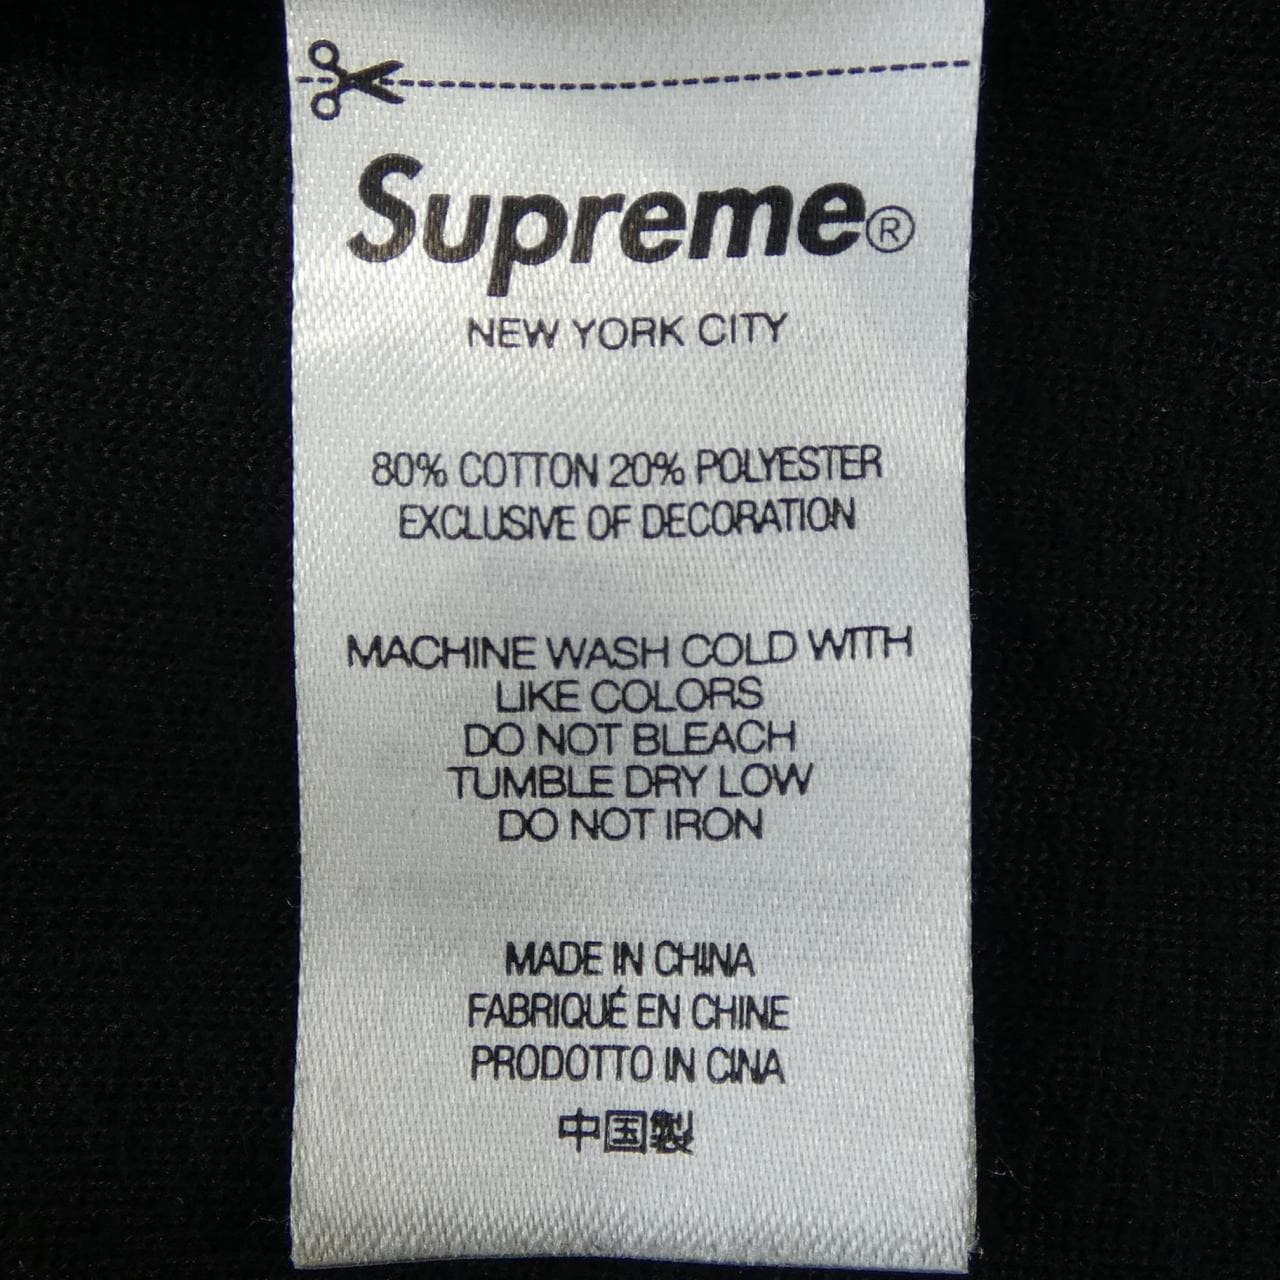 Supreme®
NEW YORK CITY
80% COTTON 20% POLYESTER
EXCLUSIVE OF DECORATION
MACHINE WASH COLD WITH
LIKE COLORS
DO NOT BLEACH
TUMBLE DRY LOW
DO NOT IRON
MADE IN CHINA
FABRIQUÉ EN CHINE
PRODOTTO IN CINA
中国製